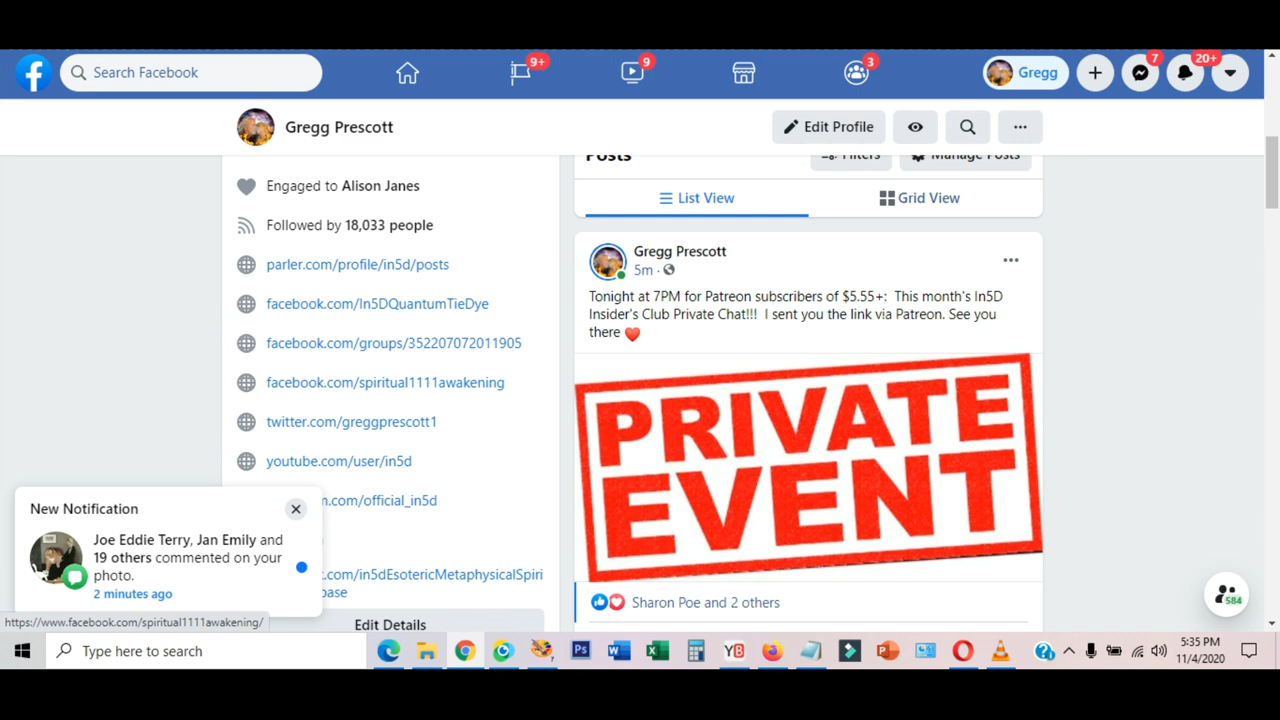 Search Facebook
9+
9
3
Gregg
7
20+
Gregg Prescott
Edit Profile
Engaged to Alison Janes
Followed by 18,033 people
parler.com/profile/in5d/posts
facebook.com/In5DQuantumTieDye
facebook.com/groups/352207072011905
facebook.com/spiritual1111awakening
twitter.com/greggprescott1
youtube.com/user/in5d
m.com/official_in5d
.com/in5dEsotericMetaphysicalSpiri
base
Edit Details
New Notification
Joe Eddie Terry, Jan Emily and
19 others commented on your
photo.
2 minutes ago
https://www.facebook.com/spiritual1111awakening/
Posts
Filters
Manage Posts
List View
Grid View
Gregg Prescott
5m ·
Tonight at 7PM for Patreon subscribers of $5.55+: This month's In5D
Insider's Club Private Chat!!! I sent you the link via Patreon. See you
there ❤️
PRIVATE
EVENT
Sharon Poe and 2 others
584
Type here to search
5:35 PM
11/4/2020